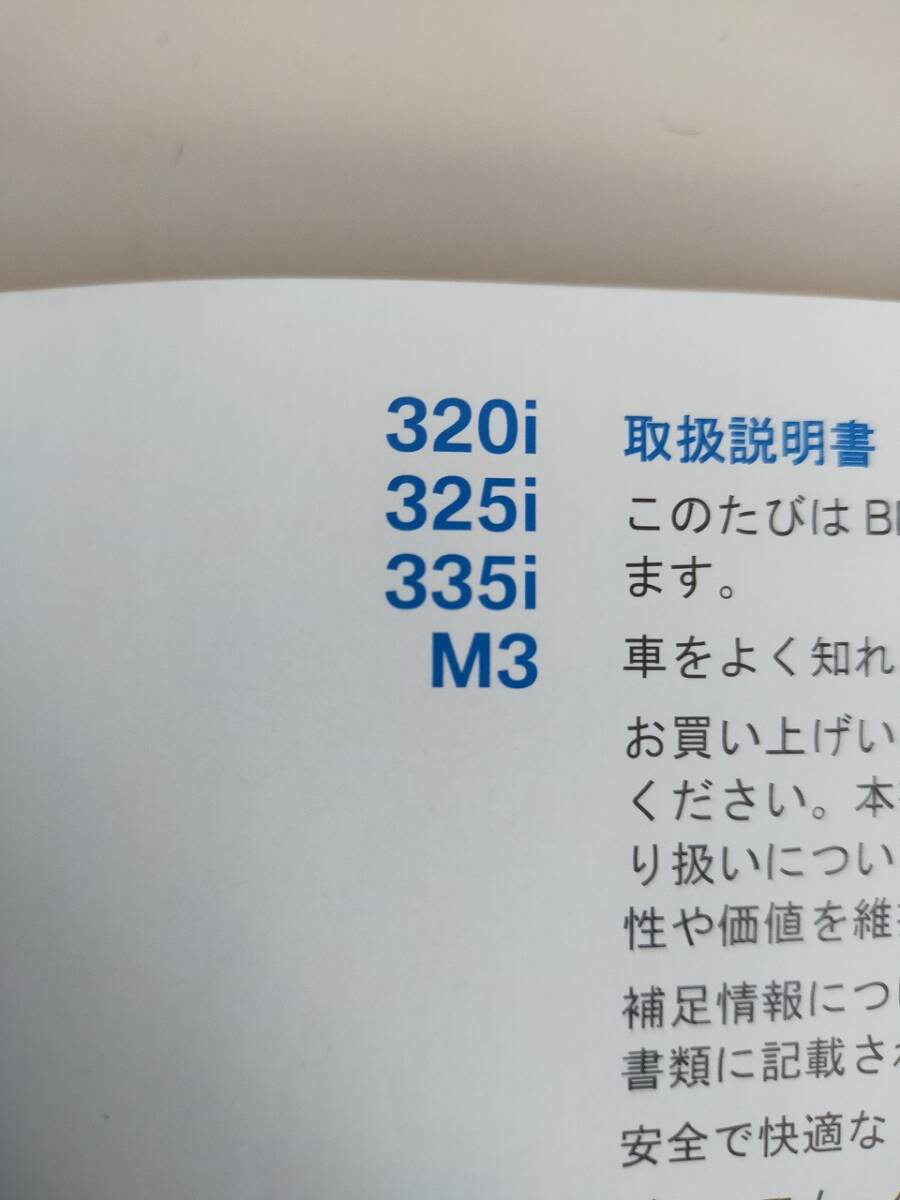 320i
325i
335i
M3
取扱説明書
このたびは
ます。
車をよく知れ
お買い上げい
ください。本
り扱いについ
性や価値を維
補足情報につ
書類に記載さ
安全で快適な